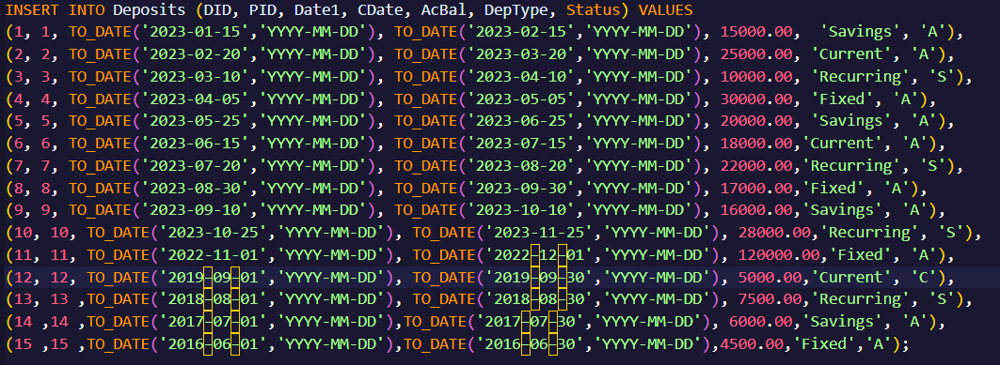 INSERT INTO Deposits (DID, PID, Date1, CDate, AcBal, DepType, Status) VALUES
(1, 1, TO_DATE('2023-01-15','YYYY-MM-DD'), TO_DATE('2023-02-15','YYYY-MM-DD'), 15000.00,  'Savings', 'A'),
(2, 2, TO_DATE('2023-02-20','YYYY-MM-DD'), TO_DATE('2023-03-20','YYYY-MM-DD'), 25000.00, 'Current', 'A'),
(3, 3, TO_DATE('2023-03-10','YYYY-MM-DD'), TO_DATE('2023-04-10','YYYY-MM-DD'), 10000.00, 'Recurring', 'S'),
(4, 4, TO_DATE('2023-04-05','YYYY-MM-DD'), TO_DATE('2023-05-05','YYYY-MM-DD'), 30000.00, 'Fixed', 'A'),
(5, 5, TO_DATE('2023-05-25','YYYY-MM-DD'), TO_DATE('2023-06-25','YYYY-MM-DD'), 20000.00, 'Savings', 'A'),
(6, 6, TO_DATE('2023-06-15','YYYY-MM-DD'), TO_DATE('2023-07-15','YYYY-MM-DD'), 18000.00,'Current', 'A'),
(7, 7, TO_DATE('2023-07-20','YYYY-MM-DD'), TO_DATE('2023-08-20','YYYY-MM-DD'), 22000.00,'Recurring', 'S'),
(8, 8, TO_DATE('2023-08-30','YYYY-MM-DD'), TO_DATE('2023-09-30','YYYY-MM-DD'), 17000.00,'Fixed', 'A'),
(9, 9, TO_DATE('2023-09-10','YYYY-MM-DD'), TO_DATE('2023-10-10','YYYY-MM-DD'), 16000.00,'Savings', 'A'),
(10, 10, TO_DATE('2023-10-25','YYYY-MM-DD'), TO_DATE('2023-11-25','YYYY-MM-DD'), 28000.00,'Recurring', 'S'),
(11, 11, TO_DATE('2022-11-01','YYYY-MM-DD'), TO_DATE('2022–12–01','YYYY-MM-DD'), 120000.00,'Fixed', 'A'),
(12, 12, TO_DATE('2019–09–01','YYYY-MM-DD'), TO_DATE('2019–09–30','YYYY-MM-DD'), 5000.00,'Current', 'C'),
(13, 13 ,TO_DATE('2018–08–01','YYYY-MM-DD'), TO_DATE('2018–08–30','YYYY-MM-DD'), 7500.00,'Recurring', 'S'),
(14 ,14 ,TO_DATE('2017–07–01','YYYY-MM-DD'),TO_DATE('2017–07–30','YYYY-MM-DD'), 6000.00,'Savings', 'A'),
(15 ,15 ,TO_DATE('2016–06–01','YYYY-MM-DD'),TO_DATE('2016–06–30','YYYY-MM-DD'),4500.00,'Fixed','A');